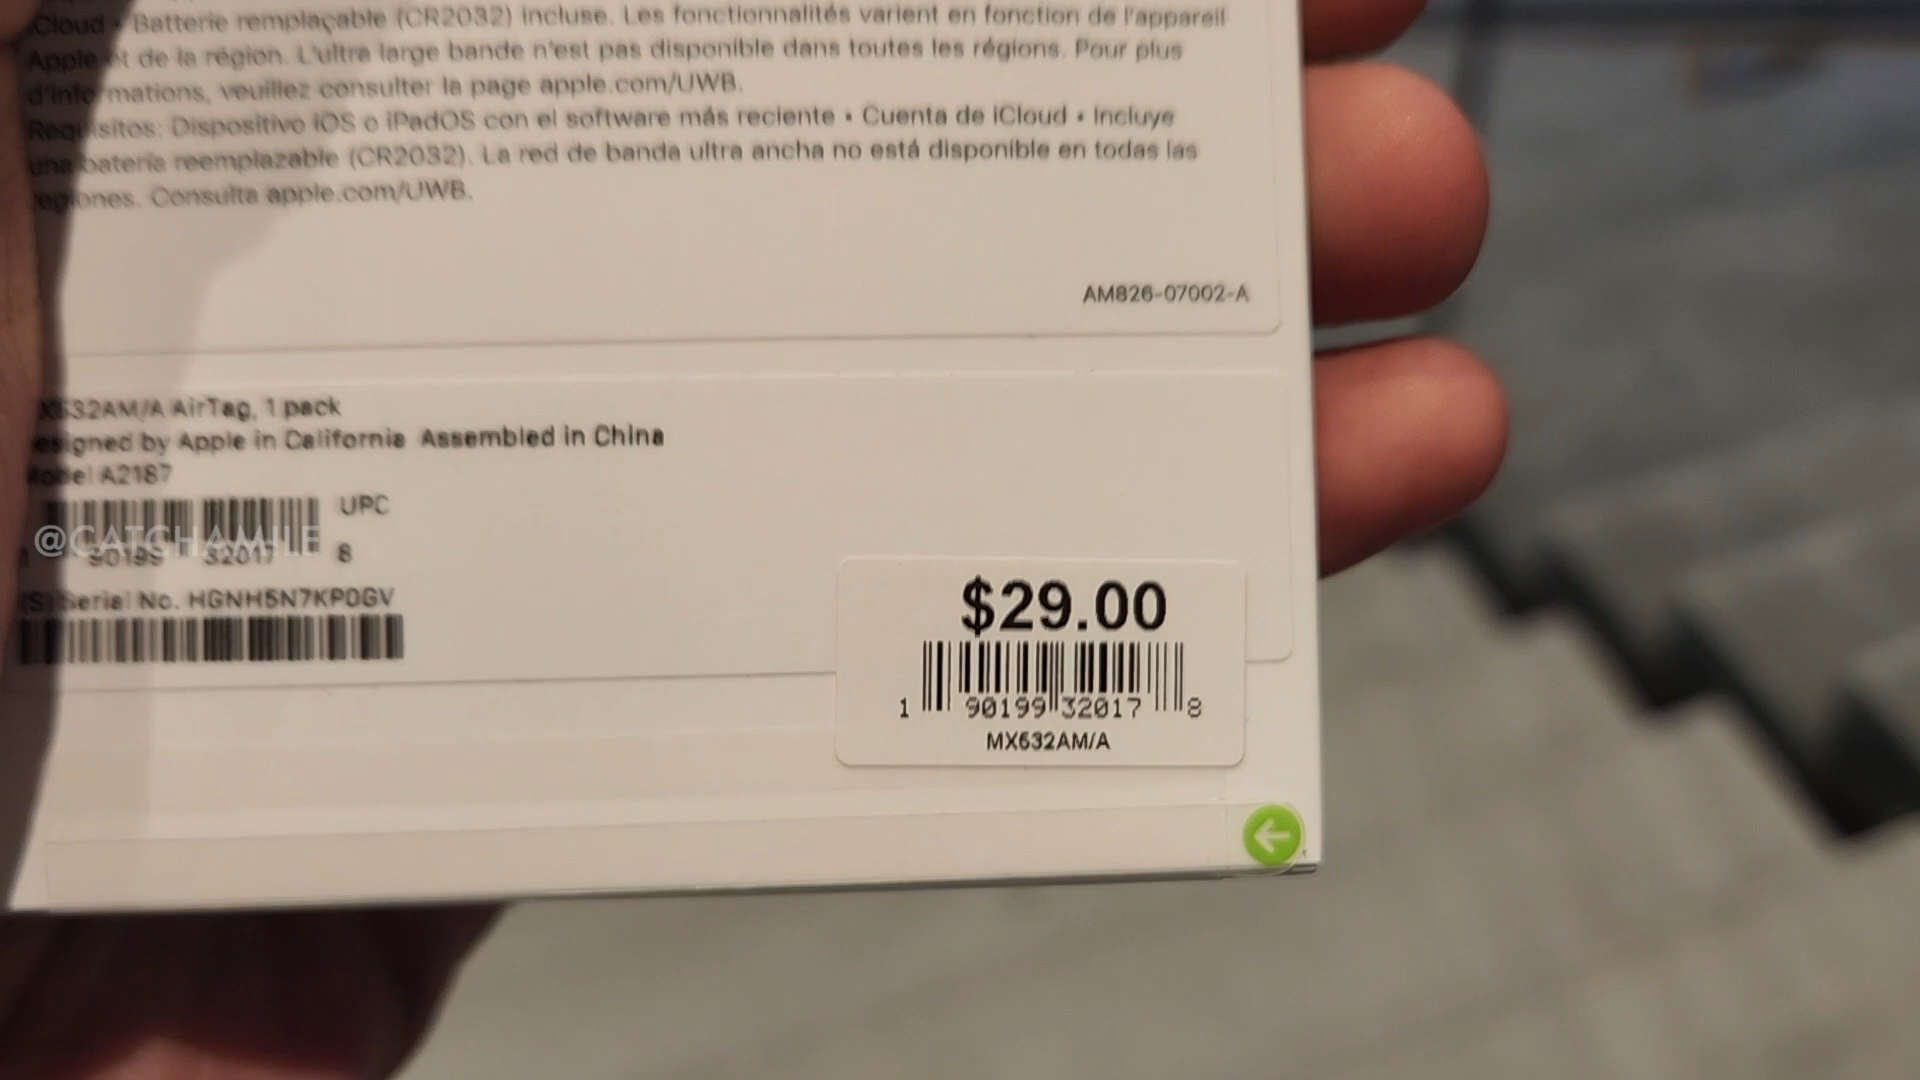 iCloud • Batterie remplaçable (CR2032) incluse. Les fonctionnalités varient en fonction de l'appareil
Apple et de la région. L'ultra large bande n'est pas disponible dans toutes les régions. Pour plus
d'informations, veuillez consulter la page apple.com/UWB.
Requisitos: Dispositivo iOS o iPadOS con el software más reciente • Cuenta de iCloud • Incluye
una batería reemplazable (CR2032). La red de banda ultra ancha no está disponible en todas las
regiones. Consulta apple.com/UWB.
AM826-07002-A
X532AM/A AirTag, 1 pack
esigned by Apple in California Assembled in China
Model A2187
UPC
@CATCHAMILE
1 90199 32017 8
(S) Serial No. HGNH5N7KP0GV
$29.00
1 90199 32017 8
MX532AM/A